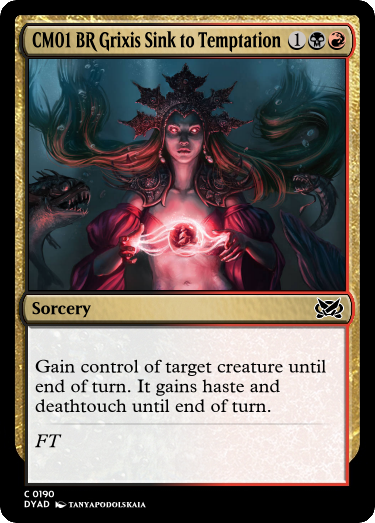 CM01 BR Grixis Sink to Temptation 1
Sorcery
Gain control of target creature until
end of turn. It gains haste and
deathtouch until end of turn.
FT
C 0190
DYAD TANYAPODOLSKAIA